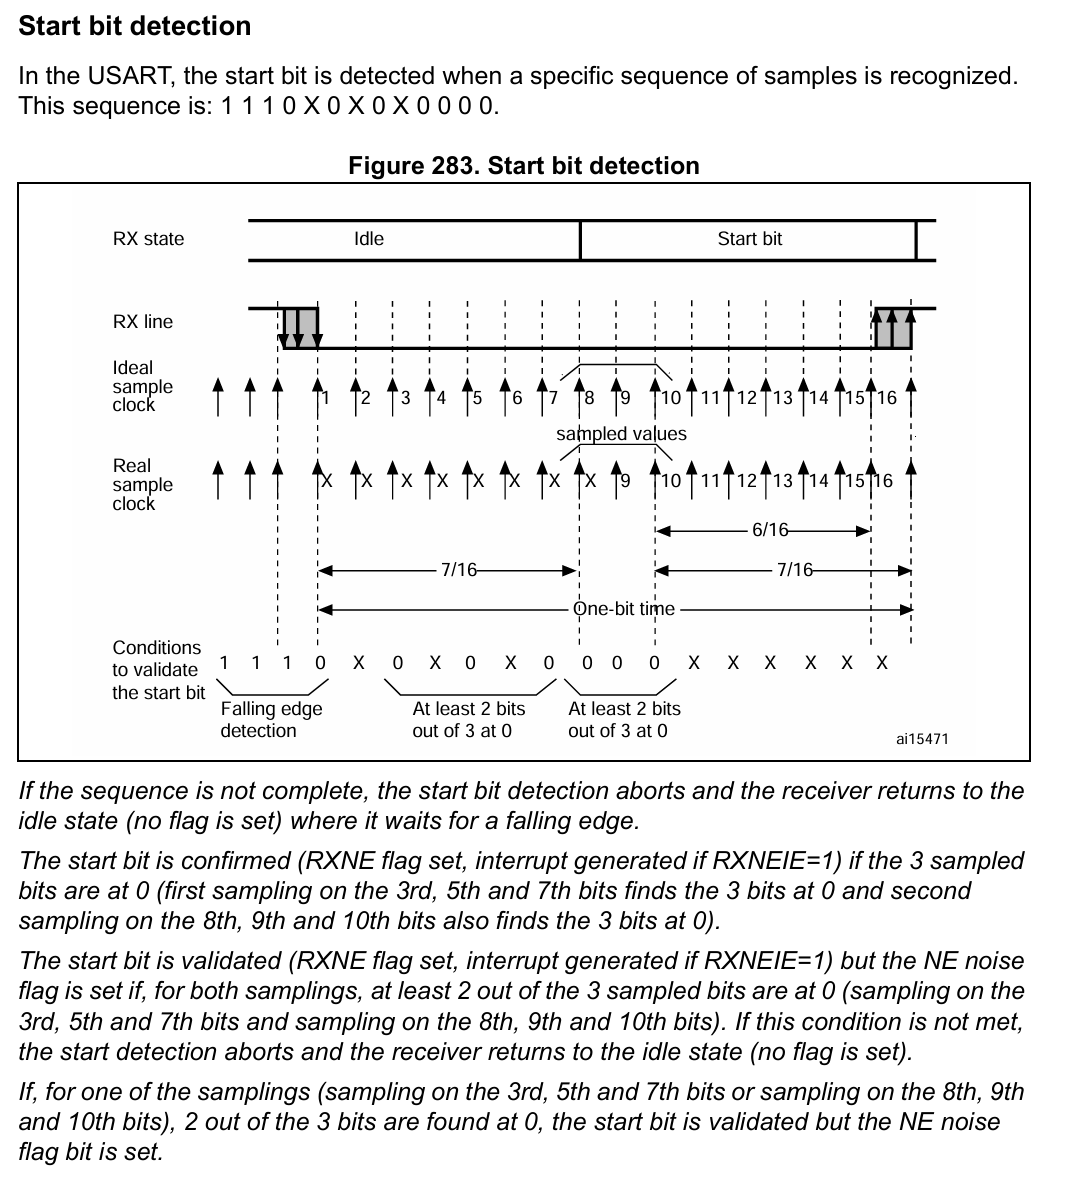 Start bit detection
In the USART, the start bit is detected when a specific sequence of samples is recognized.
This sequence is: 1 1 1 0 X 0 X 0 X 0 0 0 0.
Figure 283. Start bit detection
RX state
Idle
Start bit
RX line
Ideal
sample
clock
1 2 3 4 5 6 7 8 9 10 11 12 13 14 15 16
sampled values
Real
sample
clock
X X X X X X X X 9 10 11 12 13 14 15 16
6/16
7/16 7/16
One-bit time
Conditions
to validate
the start bit
1 1 1 0 X 0 X 0 X 0 0 0 0 X X X X X X
Falling edge
detection
At least 2 bits
out of 3 at 0
At least 2 bits
out of 3 at 0
ai15471
If the sequence is not complete, the start bit detection aborts and the receiver returns to the
idle state (no flag is set) where it waits for a falling edge.
The start bit is confirmed (RXNE flag set, interrupt generated if RXNEIE=1) if the 3 sampled
bits are at 0 (first sampling on the 3rd, 5th and 7th bits finds the 3 bits at 0 and second
sampling on the 8th, 9th and 10th bits also finds the 3 bits at 0).
The start bit is validated (RXNE flag set, interrupt generated if RXNEIE=1) but the NE noise
flag is set if, for both samplings, at least 2 out of the 3 sampled bits are at 0 (sampling on the
3rd, 5th and 7th bits and sampling on the 8th, 9th and 10th bits). If this condition is not met,
the start detection aborts and the receiver returns to the idle state (no flag is set).
If, for one of the samplings (sampling on the 3rd, 5th and 7th bits or sampling on the 8th, 9th
and 10th bits), 2 out of the 3 bits are found at 0, the start bit is validated but the NE noise
flag bit is set.